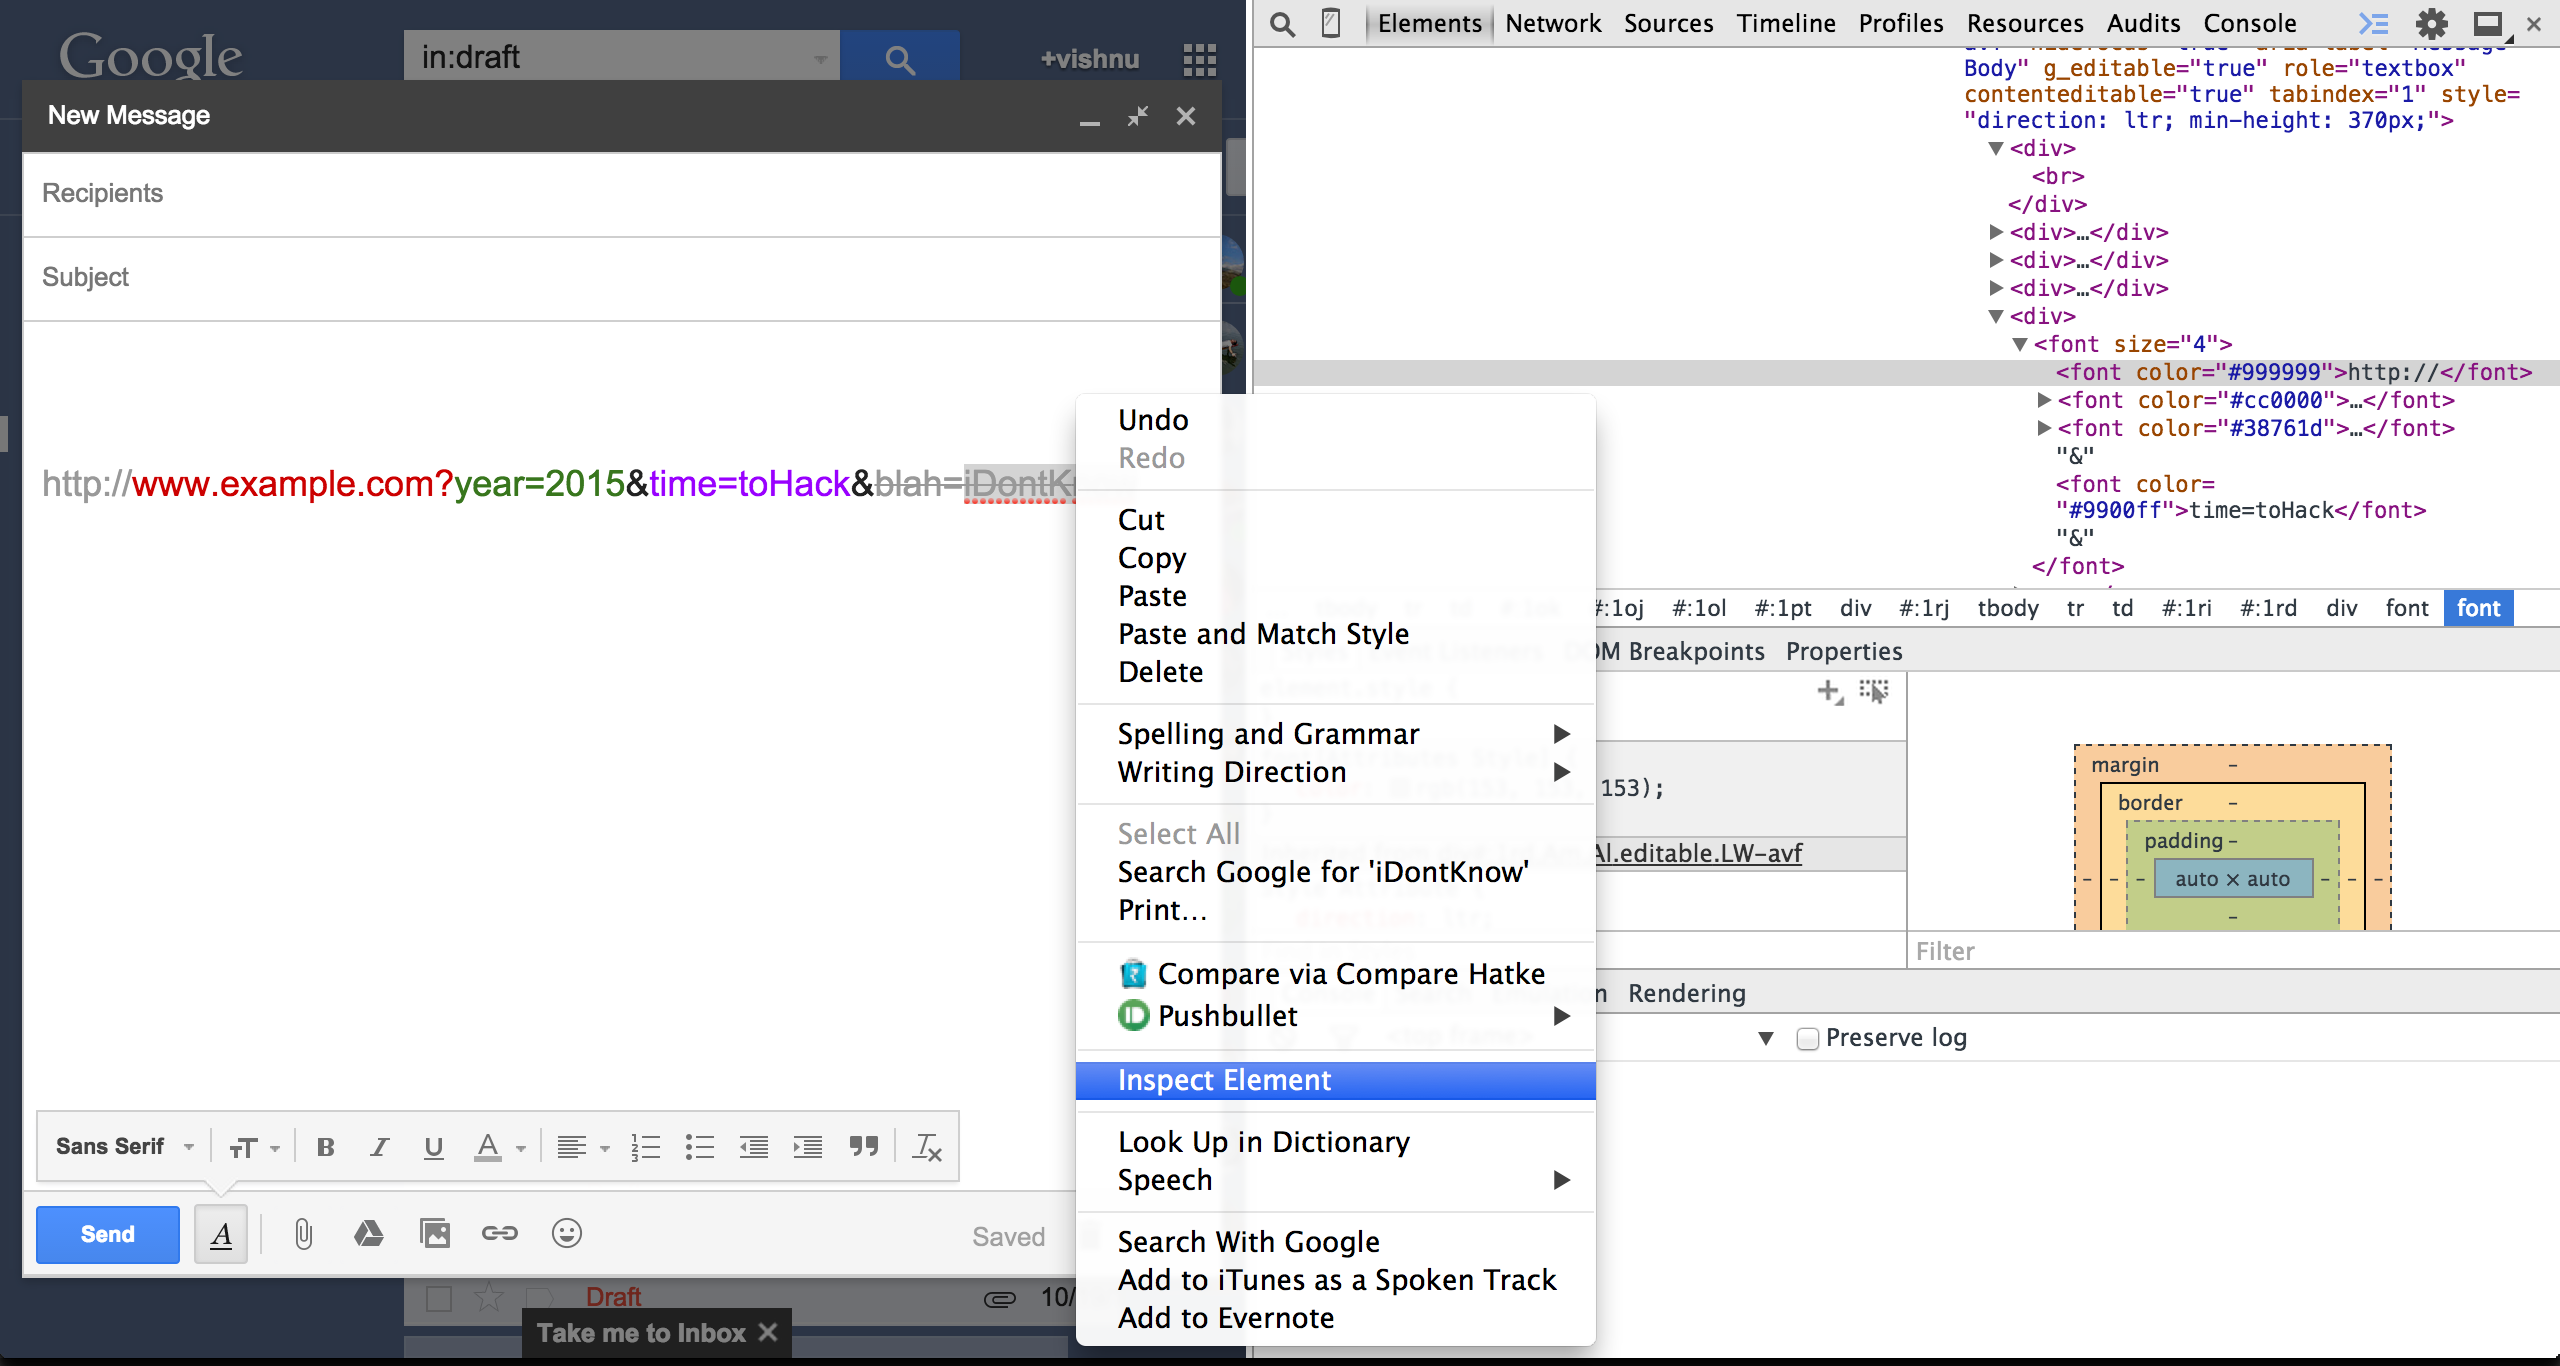 Google
in:draft
+vishnu
New Message
Recipients
Subject
http://www.example.com?year=2015&time=toHack&blah=iDontK
Sans Serif
Send
Saved
Draft
10/
Take me to Inbox
Undo
Redo
Cut
Copy
Paste
Paste and Match Style
Delete
Spelling and Grammar
Writing Direction
Select All
Search Google for 'iDontKnow'
Print...
Compare via Compare Hatke
Pushbullet
Inspect Element
Look Up in Dictionary
Speech
Search With Google
Add to iTunes as a Spoken Track
Add to Evernote
Elements Network Sources Timeline Profiles Resources Audits Console
Body" g_editable="true" role="textbox"
contenteditable="true" tabindex="1" style=
"direction: ltr; min-height: 370px;">
<div>
<br>
</div>
<div>…</div>
<div>…</div>
<div>…</div>
<div>
<font size="4">
<font color="#999999">http://</font>
<font color="#cc0000">…</font>
<font color="#38761d">…</font>
"&"
<font color=
"#9900ff">time=toHack</font>
"&"
</font>
#:1oj #:1ol #:1pt div #:1rj tbody tr td #:1ri #:1rd div font font
Breakpoints Properties
153);
Al.editable.LW-avf
margin -
border -
padding -
- - - auto × auto - - -
-
Filter
Rendering
Preserve log